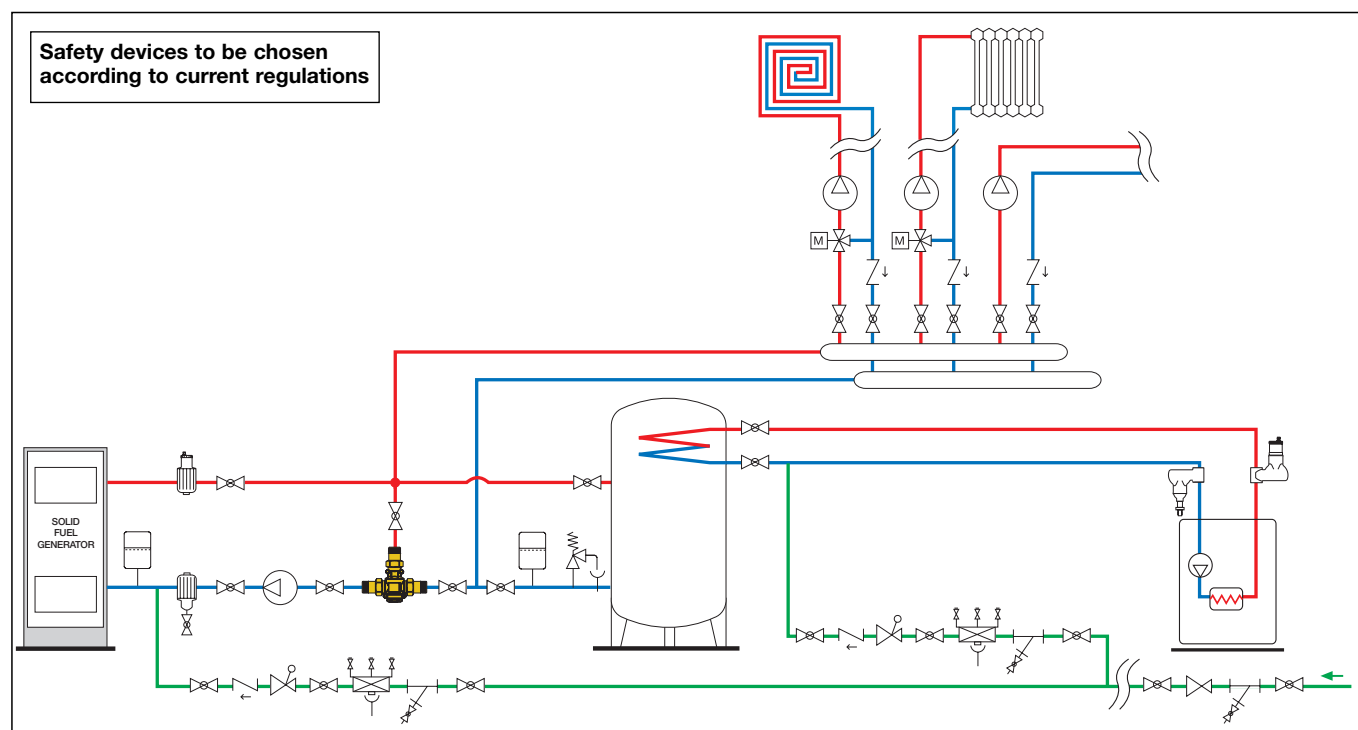 Safety devices to be chosen
according to current regulations
M
M
SOLID
FUEL
GENERATOR